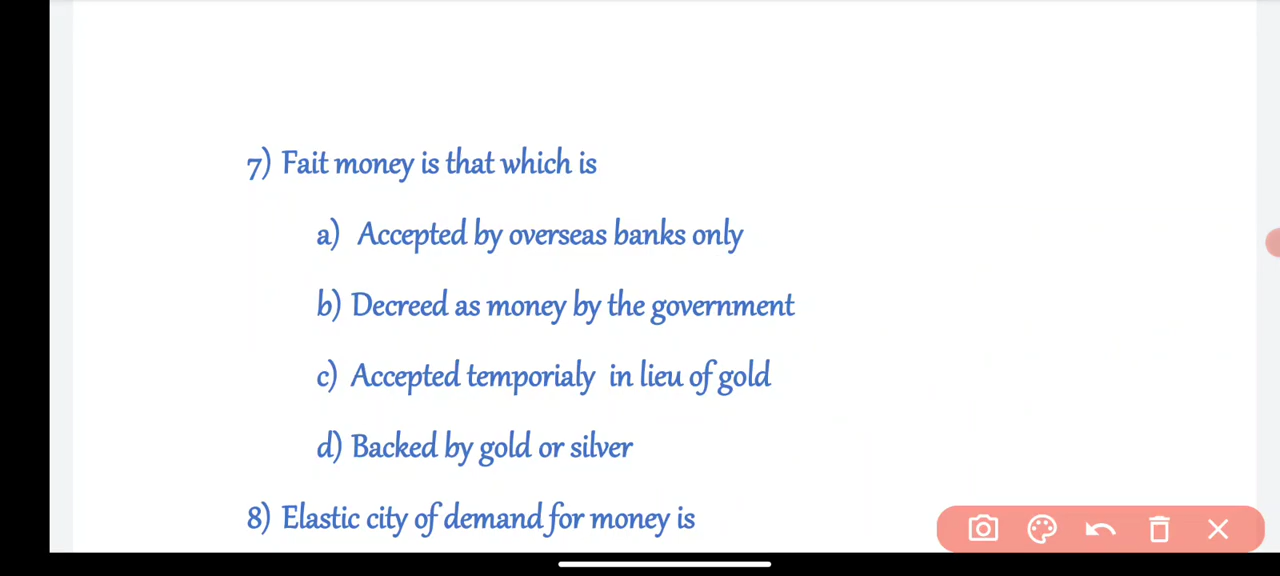 7) Fait money is that which is
a) Accepted by overseas banks only
b) Decreed as money by the government
c) Accepted temporialy in lieu of gold
d) Backed by gold or silver
8) Elastic city of demand for money is